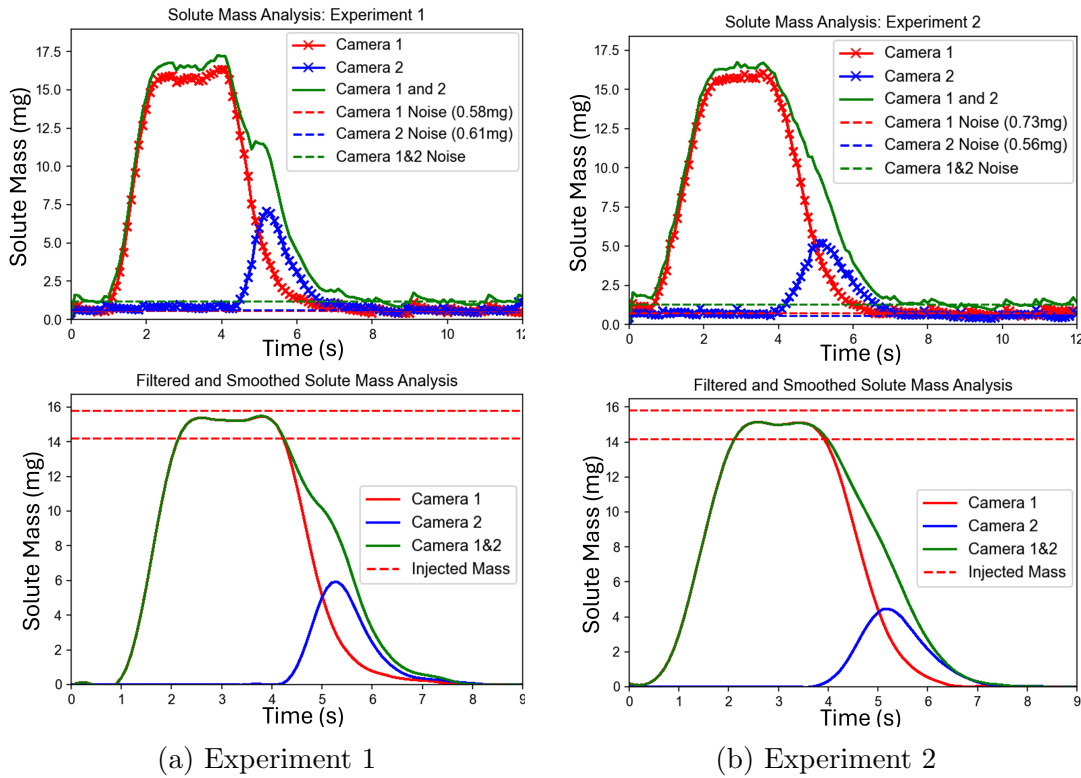 Solute Mass Analysis: Experiment 1
Solute Mass (mg)
17.5
15.0
12.5
10.0
7.5
5.0
2.5
0.0
Camera 1
Camera 2
Camera 1 and 2
Camera 1 Noise (0.58mg)
Camera 2 Noise (0.61mg)
Camera 1&2 Noise
0 2 4 6 8 10 12
Time (s)
Filtered and Smoothed Solute Mass Analysis
Solute Mass (mg)
16
14
12
10
8
6
4
2
0
Camera 1
Camera 2
Camera 1&2
Injected Mass
0 1 2 3 4 5 6 7 8 9
Time (s)
(a) Experiment 1
Solute Mass Analysis: Experiment 2
Solute Mass (mg)
17.5
15.0
12.5
10.0
7.5
5.0
2.5
0.0
Camera 1
Camera 2
Camera 1 and 2
Camera 1 Noise (0.73mg)
Camera 2 Noise (0.56mg)
Camera 1&2 Noise
0 2 4 6 8 10 12
Time (s)
Filtered and Smoothed Solute Mass Analysis
Solute Mass (mg)
16
14
12
10
8
6
4
2
0
Camera 1
Camera 2
Camera 1&2
Injected Mass
0 1 2 3 4 5 6 7 8 9
Time (s)
(b) Experiment 2